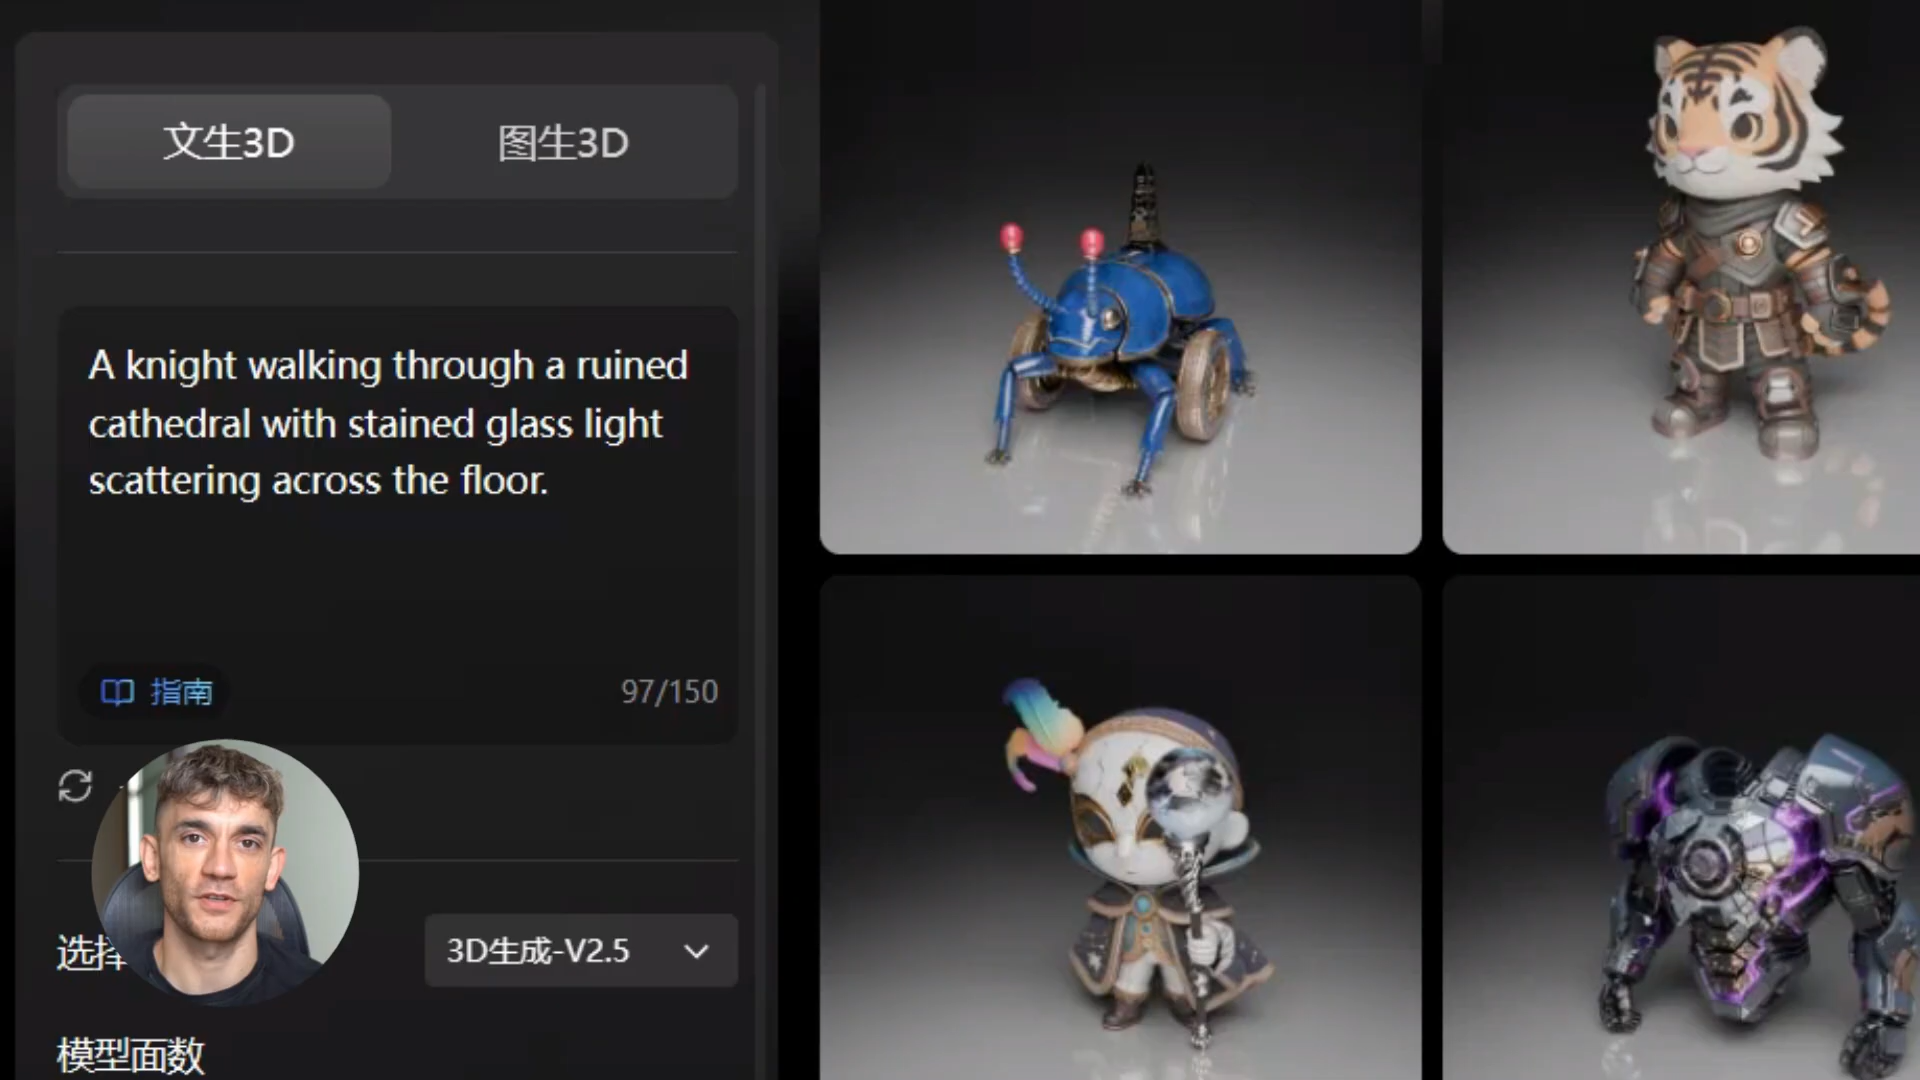 文生3D
图生3D
A knight walking through a ruined
cathedral with stained glass light
scattering across the floor.
指南
97/150
选择
3D生成-V2.5
模型面数